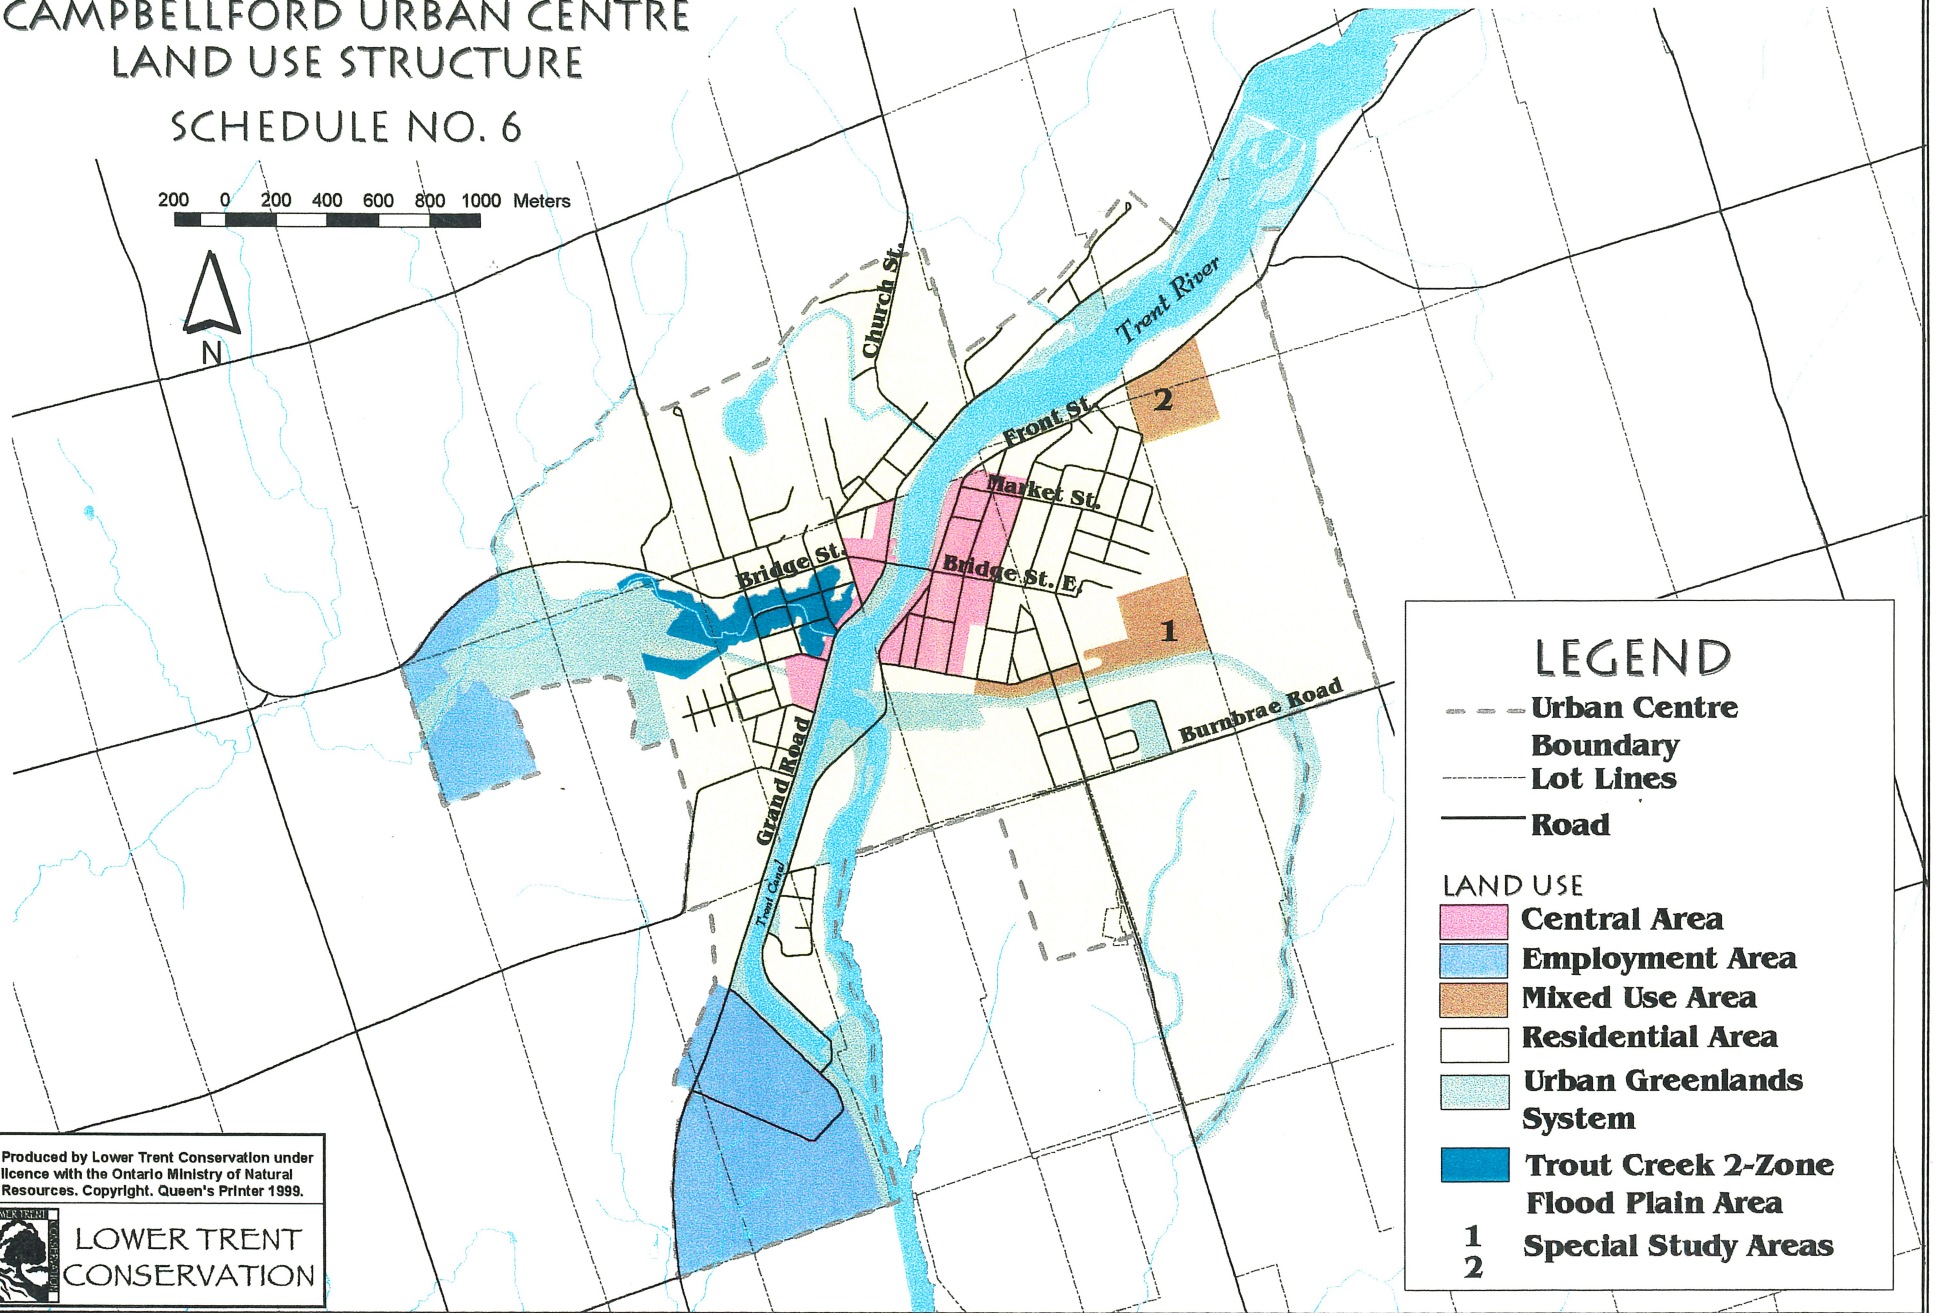 CAMPBELLFORD URBAN CENTRE
LAND USE STRUCTURE
SCHEDULE NO. 6
200 0 200 400 600 800 1000 Meters
N
Church St.
Trent River
2
Front St.
Market St.
Bridge St.
Bridge St. E.
1
Burnbrae Road
Grand Road
Trent Canal
LEGEND
Urban Centre
Boundary
Lot Lines
Road
LAND USE
Central Area
Employment Area
Mixed Use Area
Residential Area
Urban Greenlands
System
Trout Creek 2-Zone
Flood Plain Area
1
2
Special Study Areas
Produced by Lower Trent Conservation under
licence with the Ontario Ministry of Natural
Resources. Copyright. Queen's Printer 1999.
LOWER TRENT
CONSERVATION